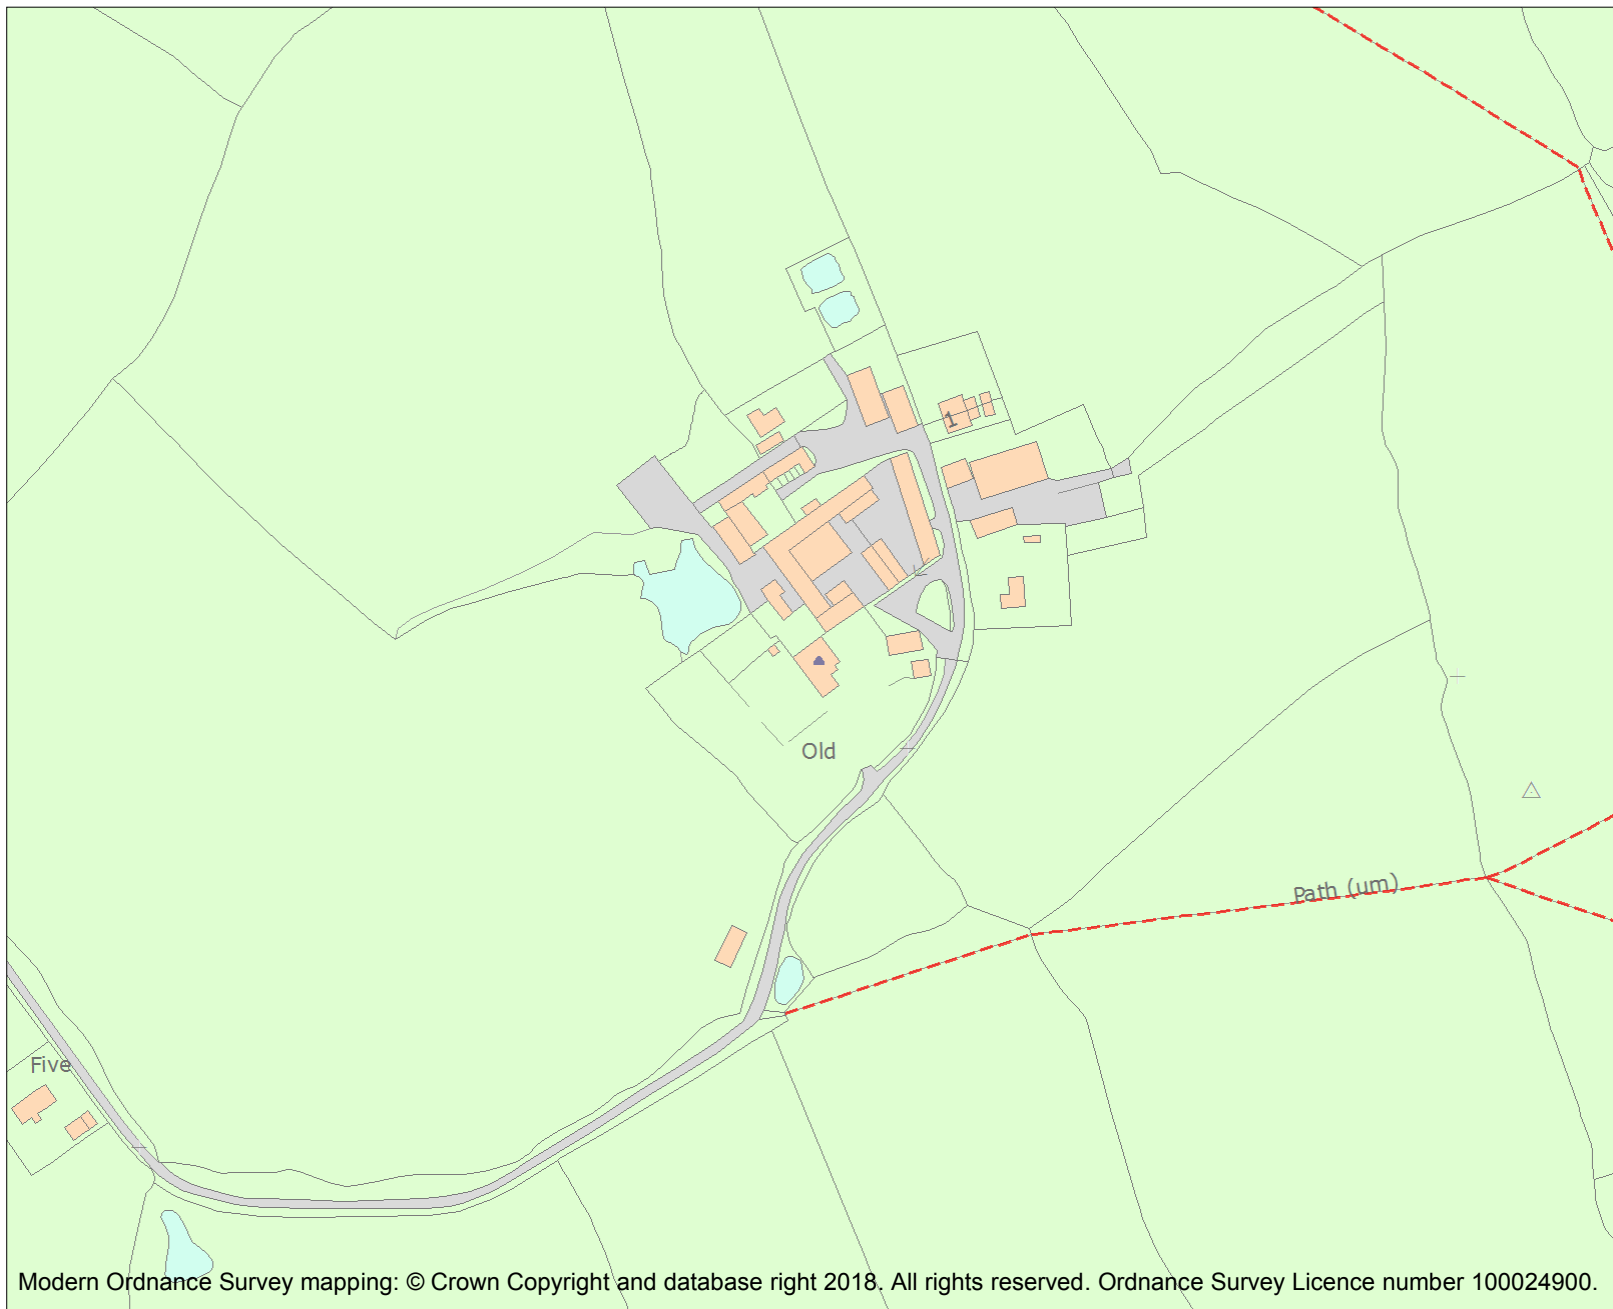 1
Old
Path (um)
Five
Modern Ordnance Survey mapping: © Crown Copyright and database right 2018. All rights reserved. Ordnance Survey Licence number 100024900.